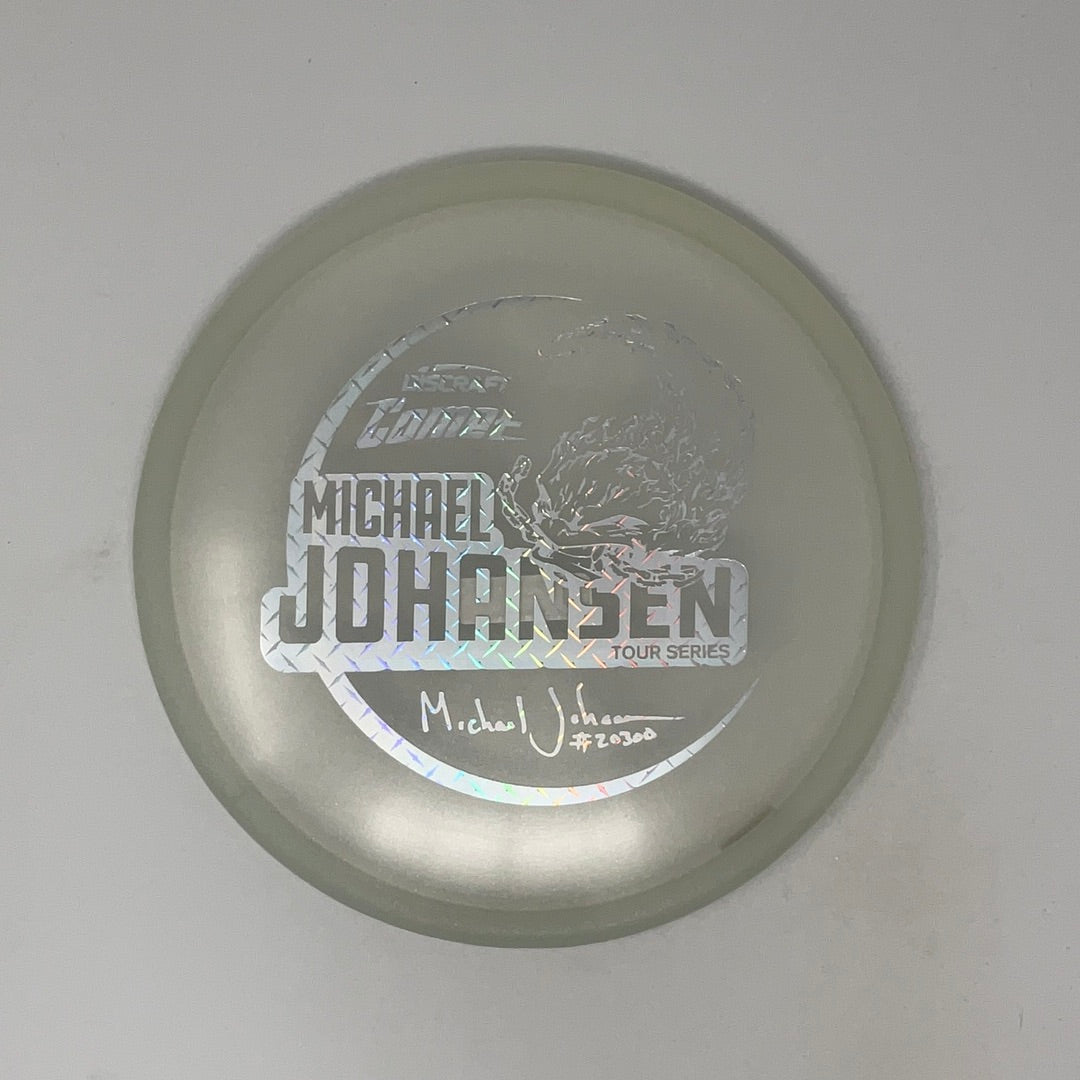 DISCRAFT
Comet
MICHAEL
JOHANSEN
TOUR SERIES
Michael Johansen
#20300